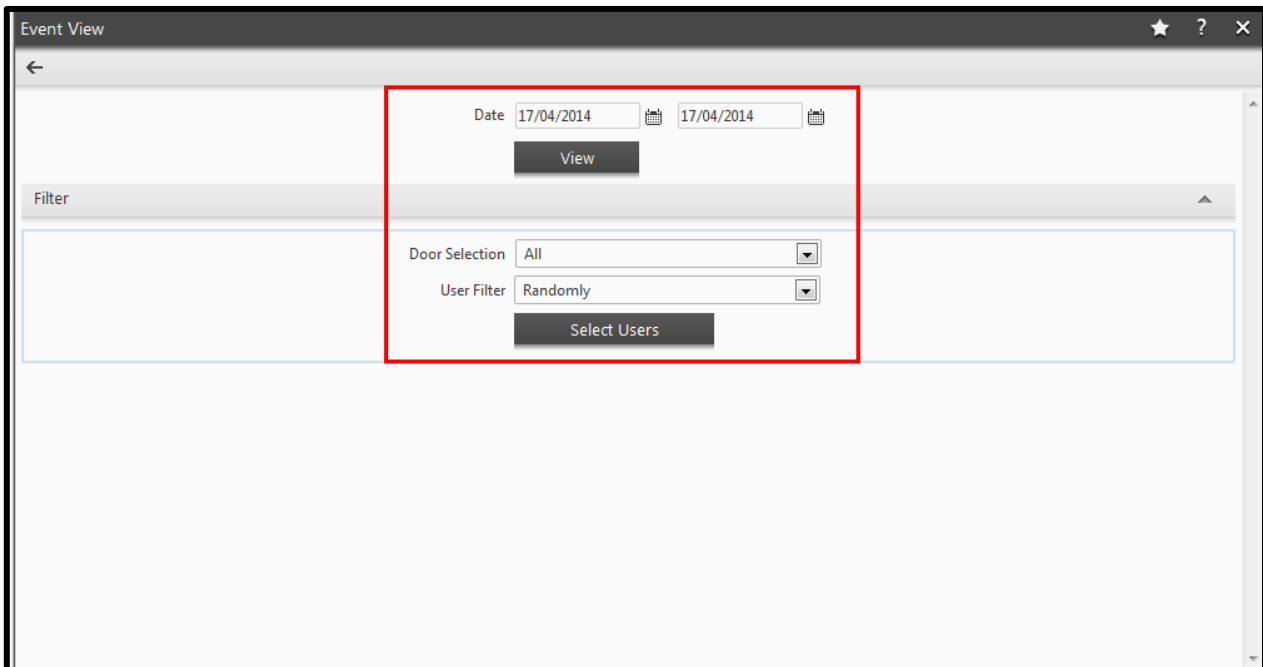 Event View ?
Date 17/04/2014 17/04/2014
View
Filter
Door Selection All
User Filter Randomly
Select Users